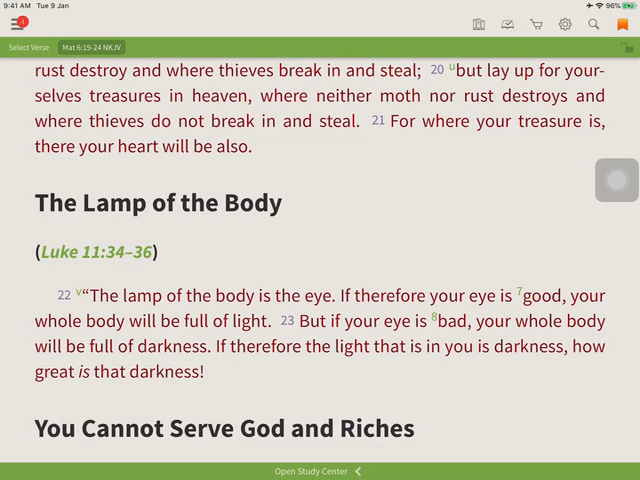 9:41 AM Tue 9 Jan
96%
4
Select Verse Mat 6:19-24 NKJV
rust destroy and where thieves break in and steal; 20 ubut lay up for your-
selves treasures in heaven, where neither moth nor rust destroys and
where thieves do not break in and steal. 21 For where your treasure is,
there your heart will be also.
The Lamp of the Body
(Luke 11:34–36)
22 v“The lamp of the body is the eye. If therefore your eye is 7good, your
whole body will be full of light. 23 But if your eye is 8bad, your whole body
will be full of darkness. If therefore the light that is in you is darkness, how
great is that darkness!
You Cannot Serve God and Riches
Open Study Center